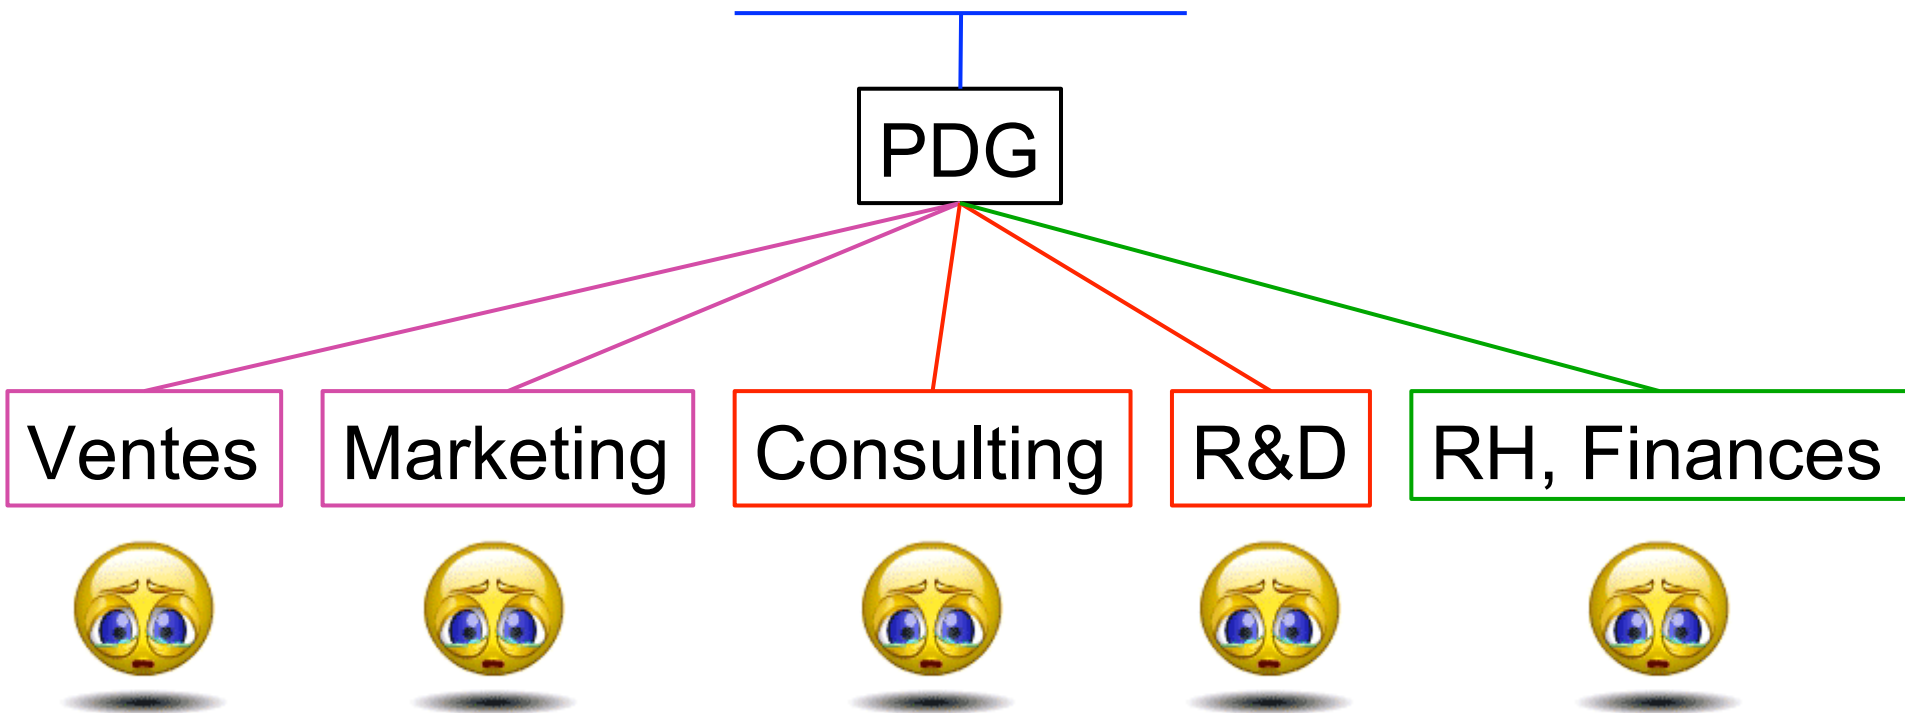 PDG
Ventes
Marketing
Consulting
R&D
RH, Finances